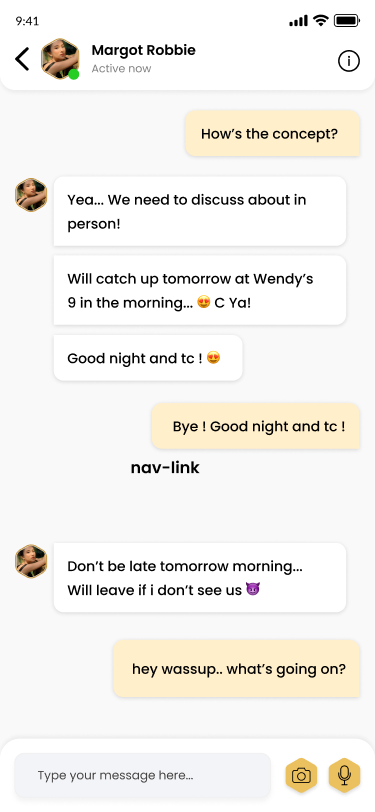 9:41
Margot Robbie
Active now
How’s the concept?
Yea... We need to discuss about in
person!
Will catch up tomorrow at Wendy’s
9 in the morning... 😍 C Ya!
Good night and tc ! 😍
Bye ! Good night and tc !
nav-link
Don’t be late tomorrow morning...
Will leave if i don’t see us 😈
hey wassup.. what’s going on?
Type your message here...